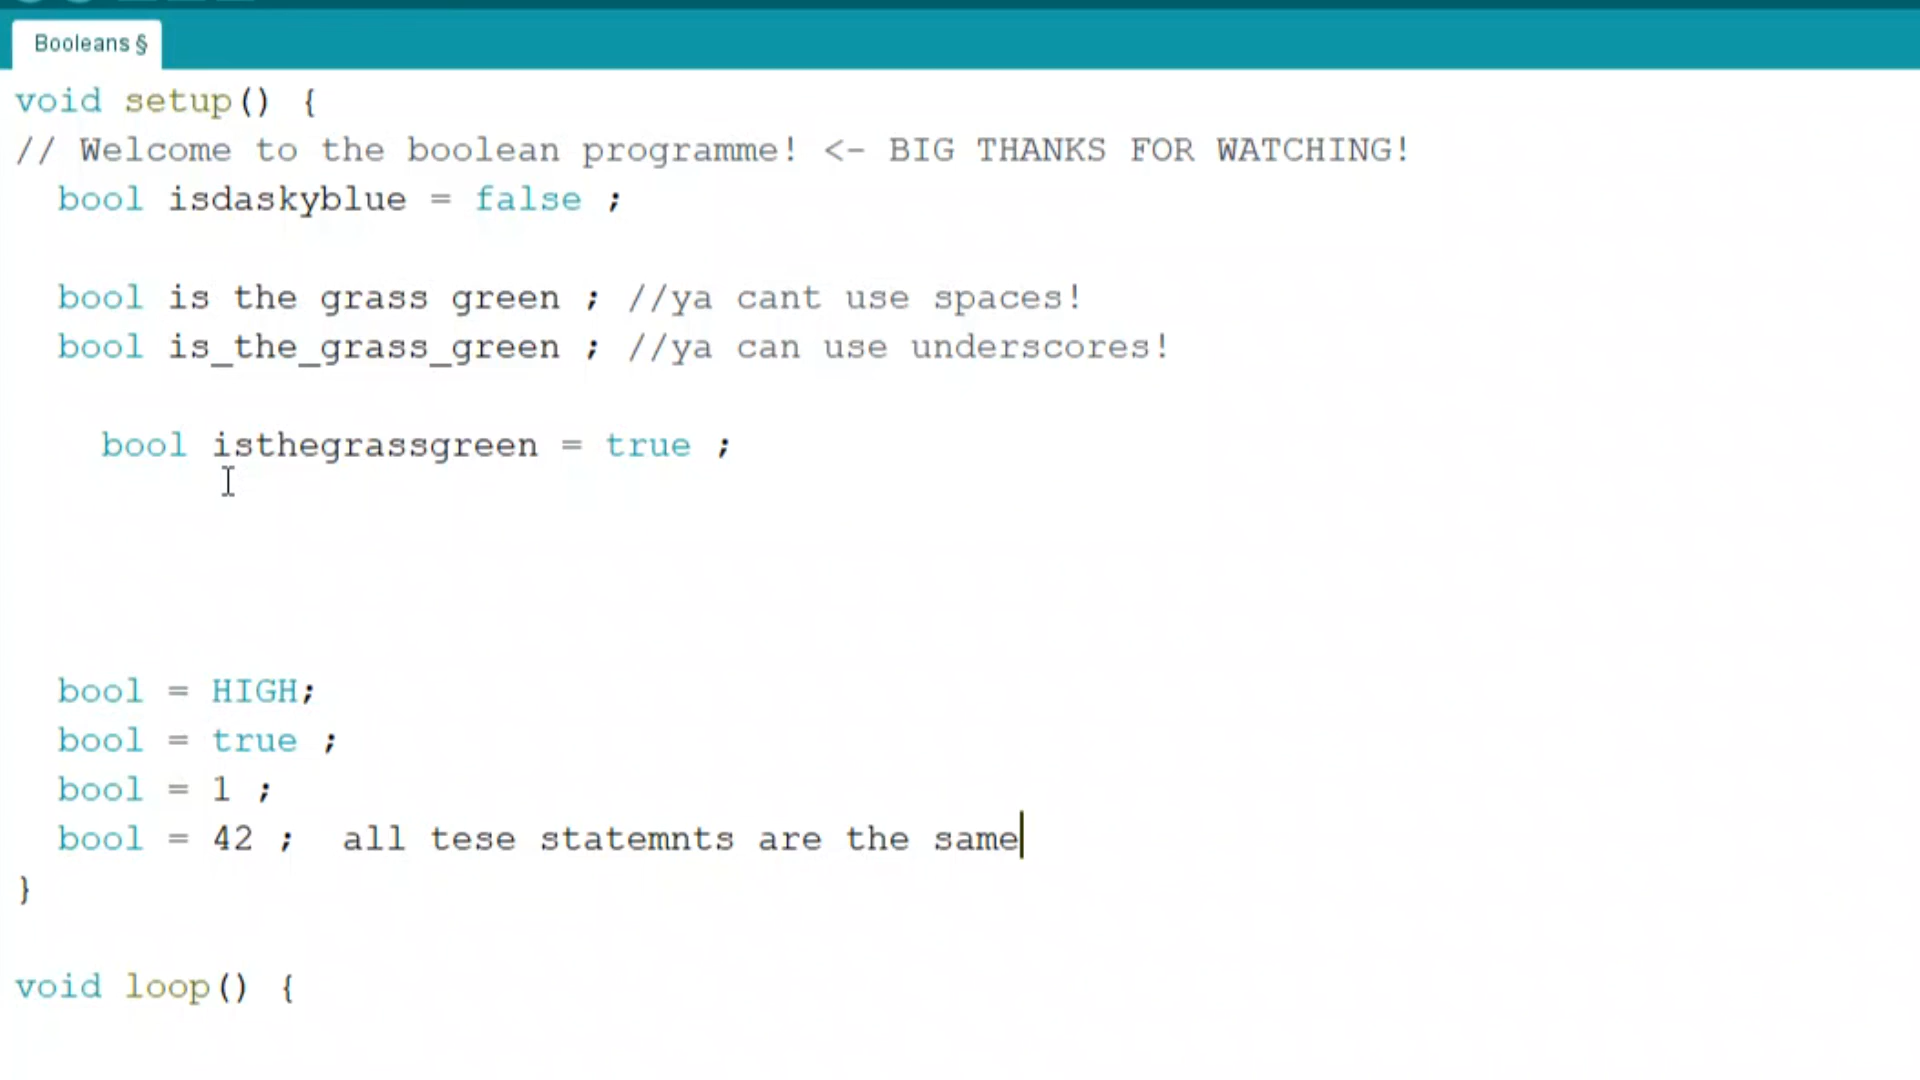 Booleans §
void setup() {
// Welcome to the boolean programme! <- BIG THANKS FOR WATCHING!
bool isdaskyblue = false ;
bool is the grass green ; //ya cant use spaces!
bool is_the_grass_green ; //ya can use underscores!
bool isthegrassgreen = true ;
bool = HIGH;
bool = true ;
bool = 1 ;
bool = 42 ;  all tese statemnts are the same
}
void loop() {